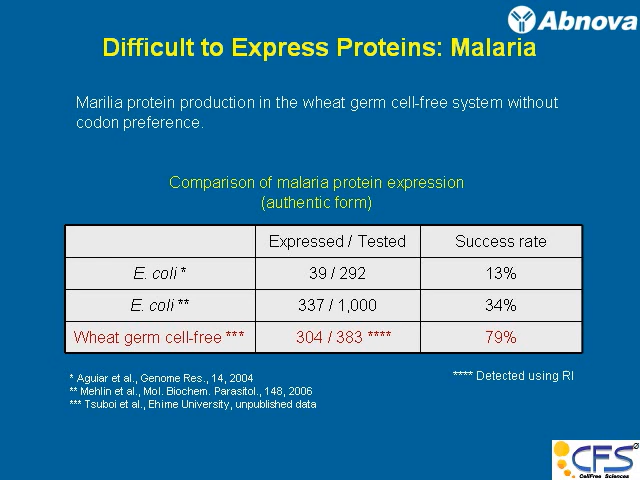 Abnova
Difficult to Express Proteins: Malaria
Marilia protein production in the wheat germ cell-free system without
codon preference.
Comparison of malaria protein expression
(authentic form)
Expressed / Tested Success rate
E. coli * 39 / 292 13%
E. coli ** 337 / 1,000 34%
Wheat germ cell-free *** 304 / 383 **** 79%
* Aguiar et al., Genome Res., 14, 2004
** Mehlin et al., Mol. Biochem. Parasitol., 148, 2006
*** Tsuboi et al., Ehime University, unpublished data
**** Detected using RI
CFS
CellFree Sciences